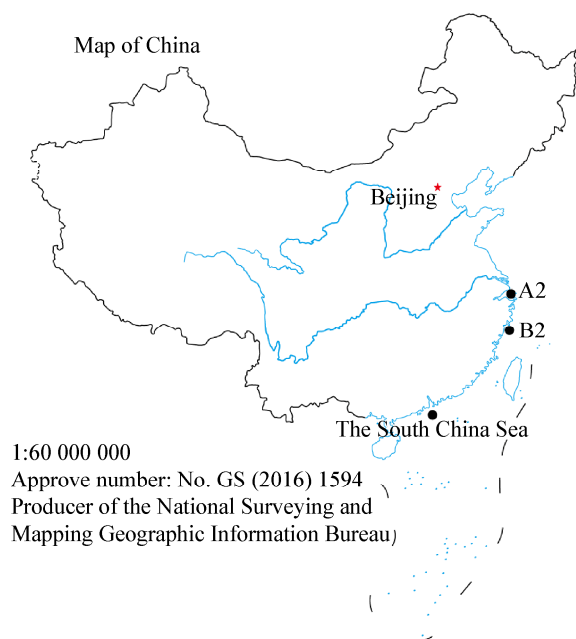 Map of China
Beijing
A2
B2
The South China Sea
1:60 000 000
Approve number: No. GS (2016) 1594
Producer of the National Surveying and
Mapping Geographic Information Bureau